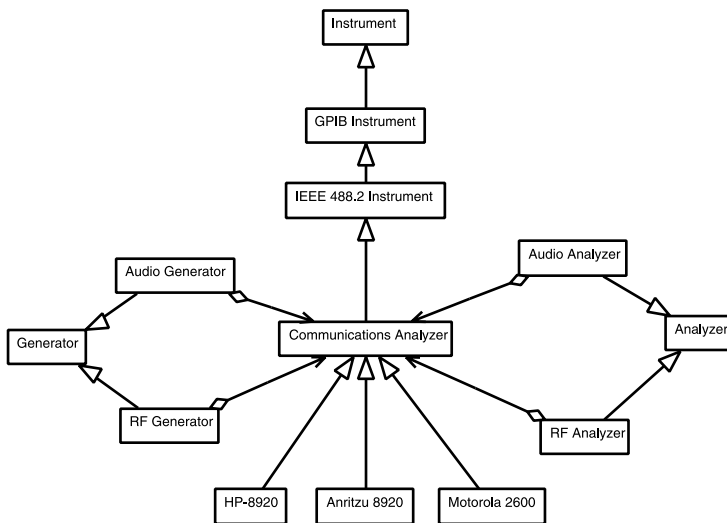 Instrument
GPIB Instrument
IEEE 488.2 Instrument
Audio Generator
Audio Analyzer
Generator
Communications Analyzer
Analyzer
RF Generator
RF Analyzer
HP-8920
Anritzu 8920
Motorola 2600